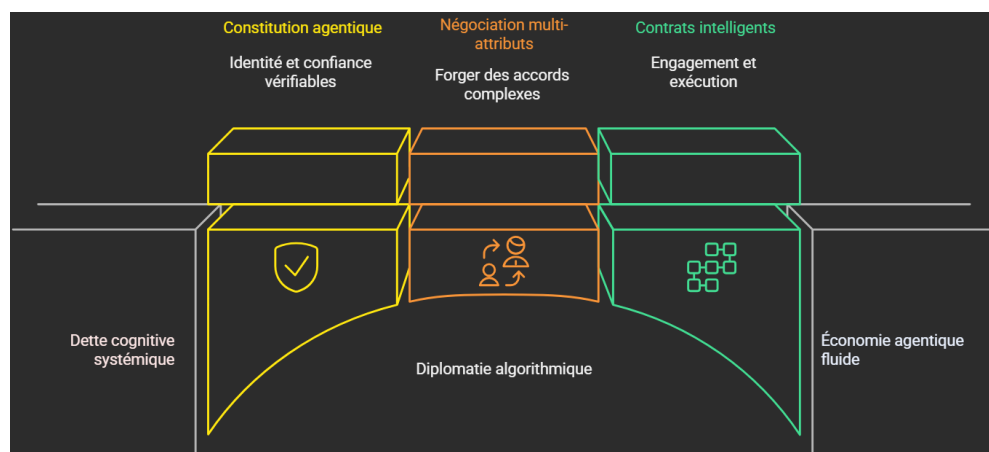 Constitution agentique
Identité et confiance
vérifiables
Négociation multi-
attributs
Forger des accords
complexes
Contrats intelligents
Engagement et
exécution
Dette cognitive
systémique
Diplomatie algorithmique
Économie agentique
fluide